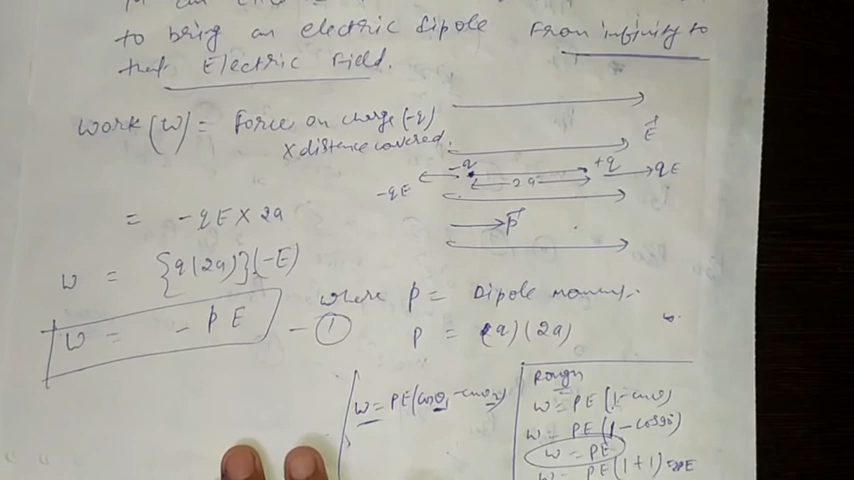 to bring an electric dipole From infinity to
that Electric Field.
Work (W) = Force on charge (-q)
x distance covered.
E
-q +q qE
2a
-qE
= -qE x 2a
P
W = {q(2a)}(-E)
where P = Dipole moment.
W = - PE - ①
P = (q)(2a)
W = PE(cosθ₁ - cosθ₂)
Rough
W = PE(1-cosθ)
W = PE(1-cos90)
W = PE
W = PE(1+1)